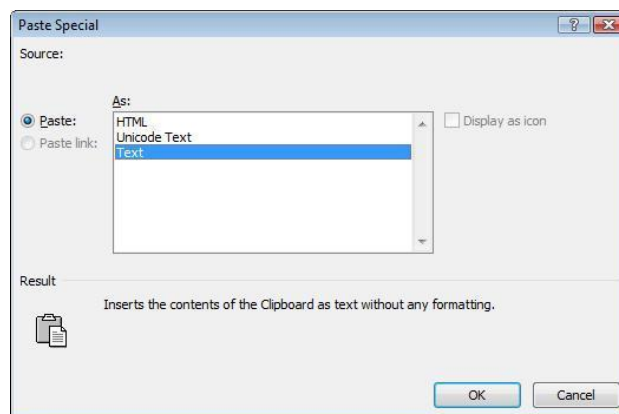 Paste Special
Source:
As:
Paste:
HTML
Display as icon
Unicode Text
Paste link:
Text
Result
Inserts the contents of the Clipboard as text without any formatting.
OK
Cancel